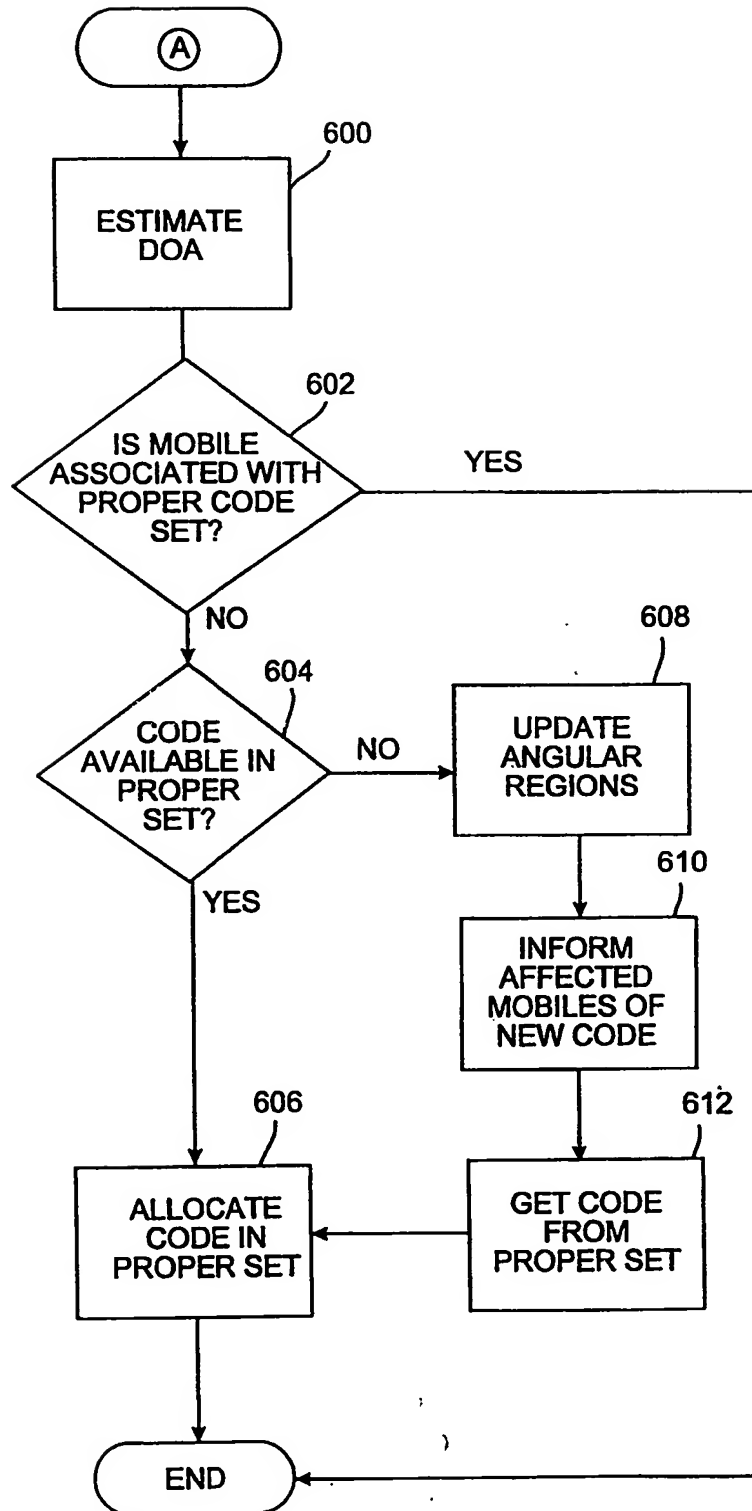 A
600
ESTIMATE
DOA
602
IS MOBILE
ASSOCIATED WITH
PROPER CODE
SET?
YES
NO
604
CODE
AVAILABLE IN
PROPER
SET?
NO
YES
608
UPDATE
ANGULAR
REGIONS
610
INFORM
AFFECTED
MOBILES OF
NEW CODE
612
GET CODE
FROM
PROPER SET
606
ALLOCATE
CODE IN
PROPER SET
END